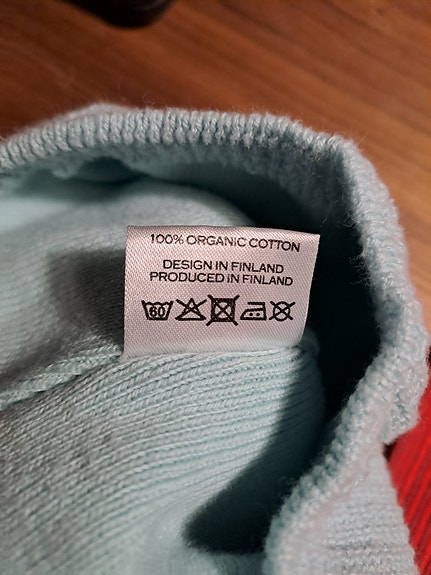 100% ORGANIC COTTON
DESIGN IN FINLAND
PRODUCED IN FINLAND
60